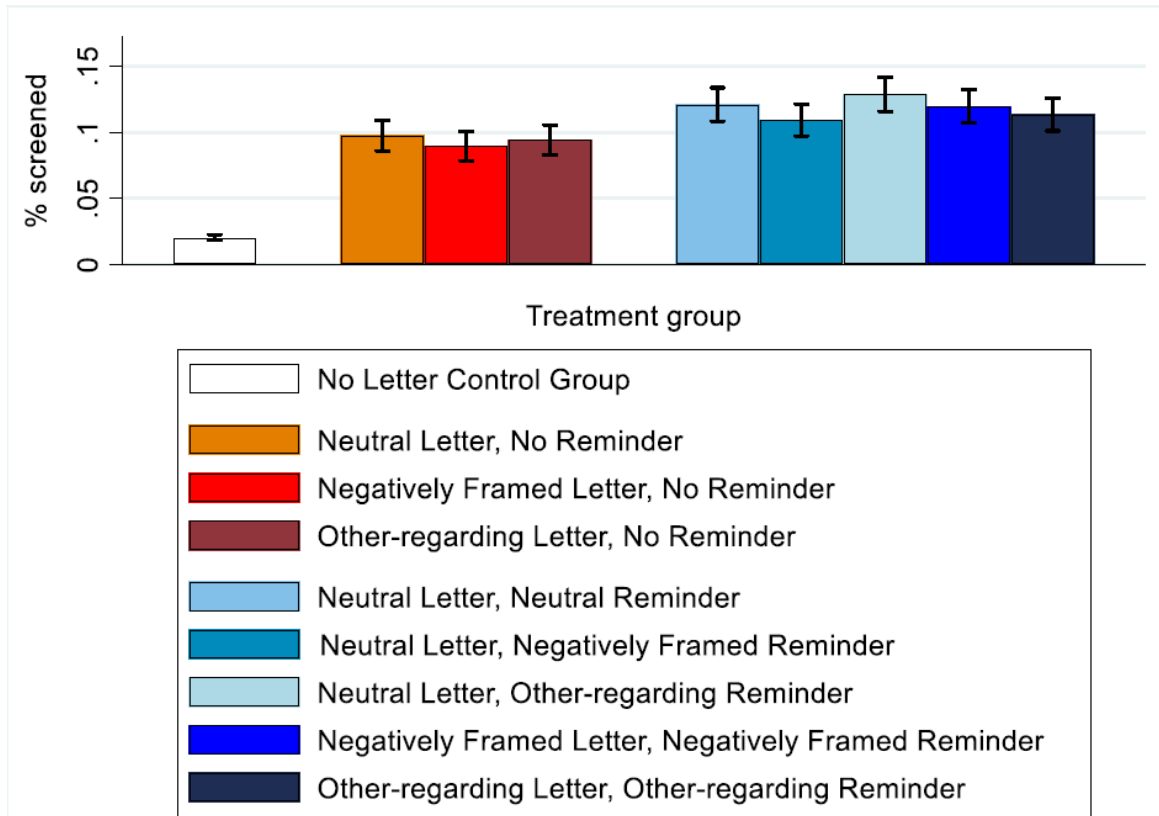 % screened
.15
.1
.05
0
Treatment group
No Letter Control Group
Neutral Letter, No Reminder
Negatively Framed Letter, No Reminder
Other-regarding Letter, No Reminder
Neutral Letter, Neutral Reminder
Neutral Letter, Negatively Framed Reminder
Neutral Letter, Other-regarding Reminder
Negatively Framed Letter, Negatively Framed Reminder
Other-regarding Letter, Other-regarding Reminder